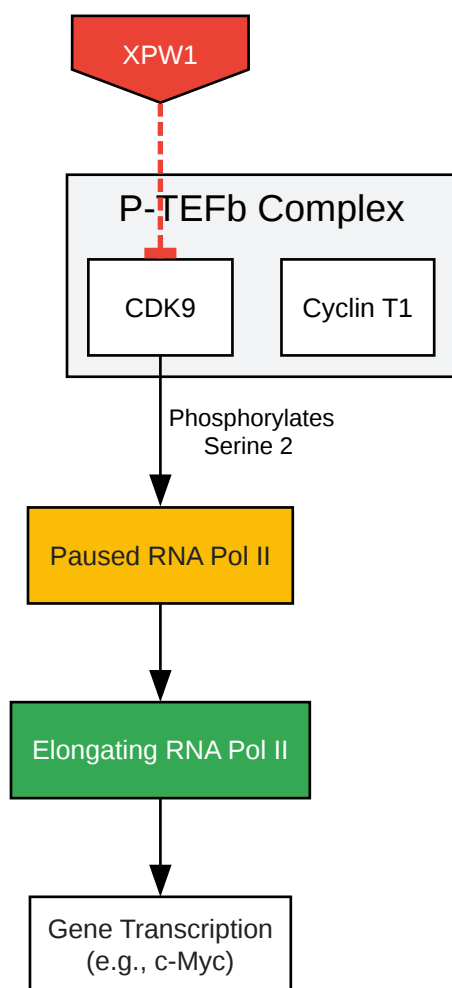 XPW1
P-TEFb Complex
CDK9
Cyclin T1
Phosphorylates
Serine 2
Paused RNA Pol II
Elongating RNA Pol II
Gene Transcription
(e.g., c-Myc)